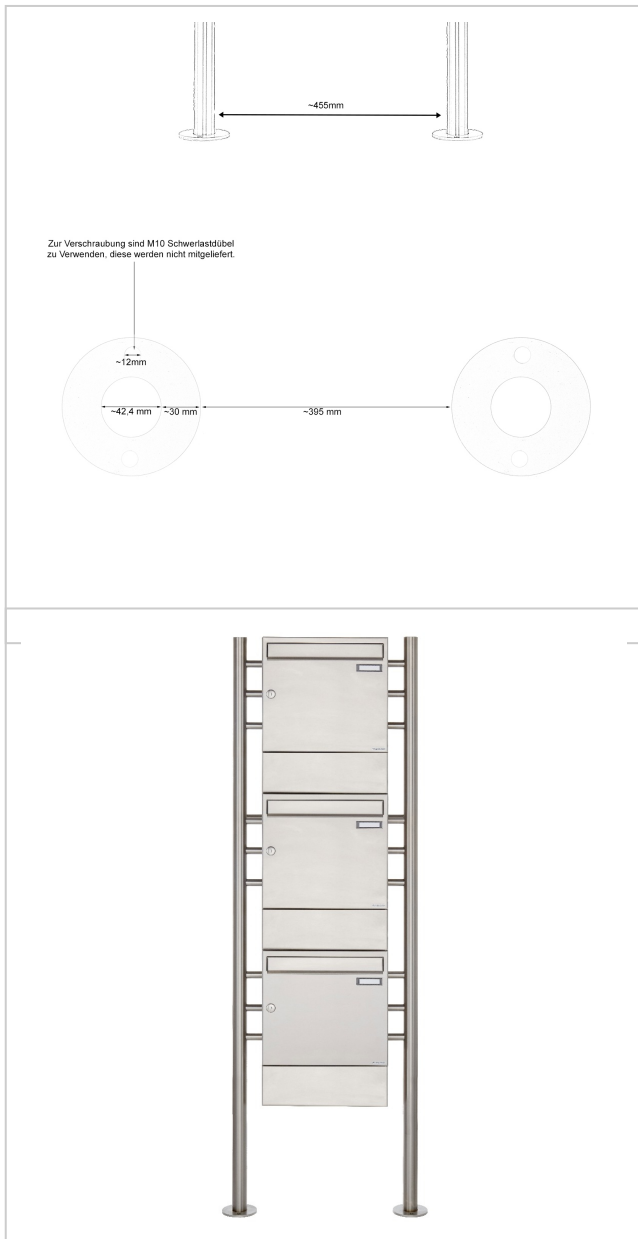 ~455mm
Zur Verschraubung sind M10 Schwerlastdübel
zu Verwenden, diese werden nicht mitgeliefert.
~12mm
~42,4 mm
~30 mm
~395 mm